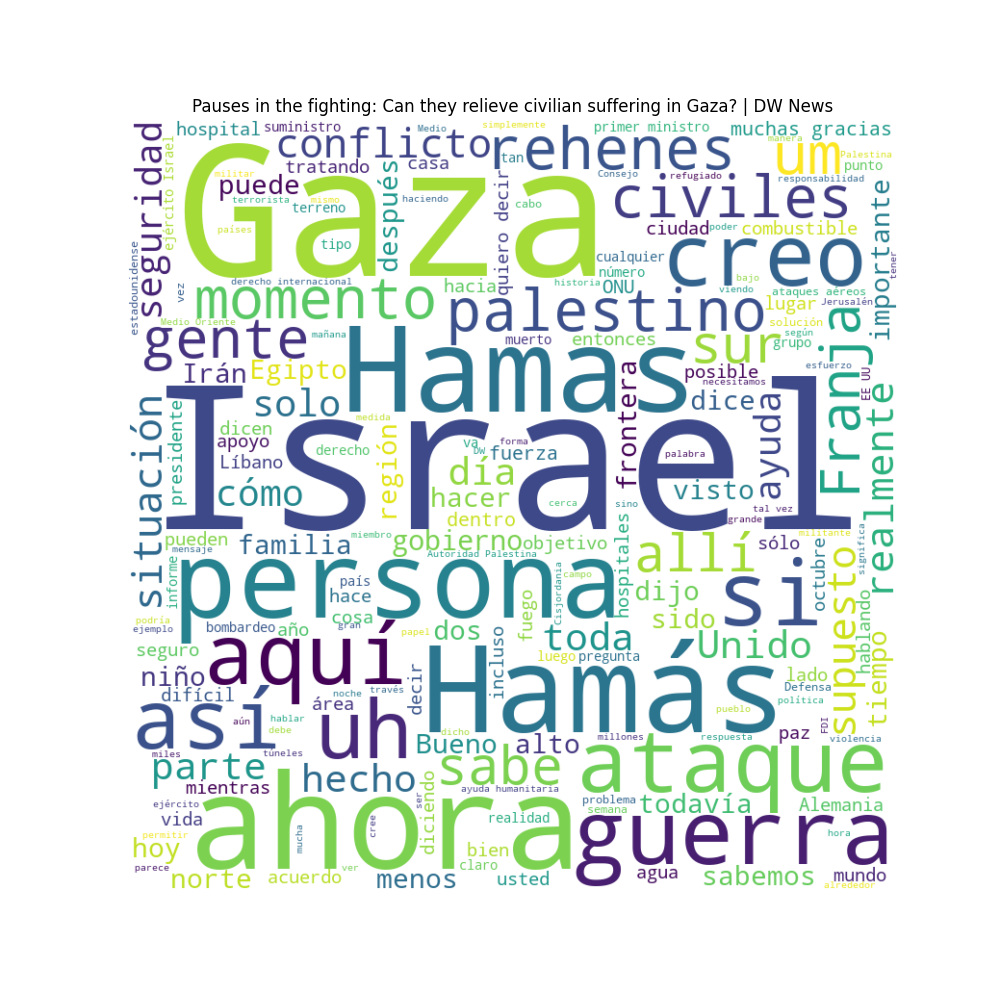 Pauses in the fighting: Can they relieve civilian suffering in Gaza? | DW News
hospital
suministro
Medio
simplemente
primer ministro
muchas gracias
seguridad
ejército Israel
conflicto
rehenes
um
manera
Palestina
punto
tratando
casa
tan
Consejo
refugiado
responsabilidad
Gaza
militar
puede
terrorista
mismo
haciendo
después
quiero decir
cabo
civiles
importante
terreno
países
tipo
ciudad
poder
combustible
creo
tener
estadounidense
vez
derecho internacional
hacia
historia
cualquier
número
ONU
bajo
viendo
ataques aéreos
momento
palestino
lugar
Jerusalén
Medio Oriente
mañana
muerto
entonces
solución
según
grupo
gente
Hamas
sur
Franja
Irán
Egipto
posible
necesitamos
esfuerzo
EE UU
situación
presidente
solo
frontera
dice
ayuda
realmente
Israel
dicen
medida
apoyo
derecho
región
va
DW
forma
fuerza
palabra
Líbano
cómo
día
visto
hacer
cerca
sino
tal vez
grande
dentro
pueden
mensaje
familia
miembro
gobierno
objetivo
hospitales
allí
sólo
militante
significa
Autoridad Palestina
informe
persona
país
hace
campo
Cisjordania
dijo
si
octubre
supuesto
podría
ejemplo
bombardeo
año
cosa
gran
papel
dos
fuego
sido
hablando
tiempo
seguro
aquí
incluso
toda
Unido
luego
pregunta
niño
decir
Hamás
lado
Defensa
difícil
área
noche
través
política
así
aún
hablar
debe
uh
dicho
pueblo
FDI
miles
túneles
Bueno
alto
millones
respuesta
paz
violencia
parte
hecho
sabe
ataque
mientras
ayuda humanitaria
ejército
vida
ahora
ser
diciendo
problema
semana
todavía
Alemania
permitir
mucha
cree
realidad
guerra
hora
hoy
parece
ver
bien
claro
norte
acuerdo
menos
usted
agua
sabemos
mundo
alrededor